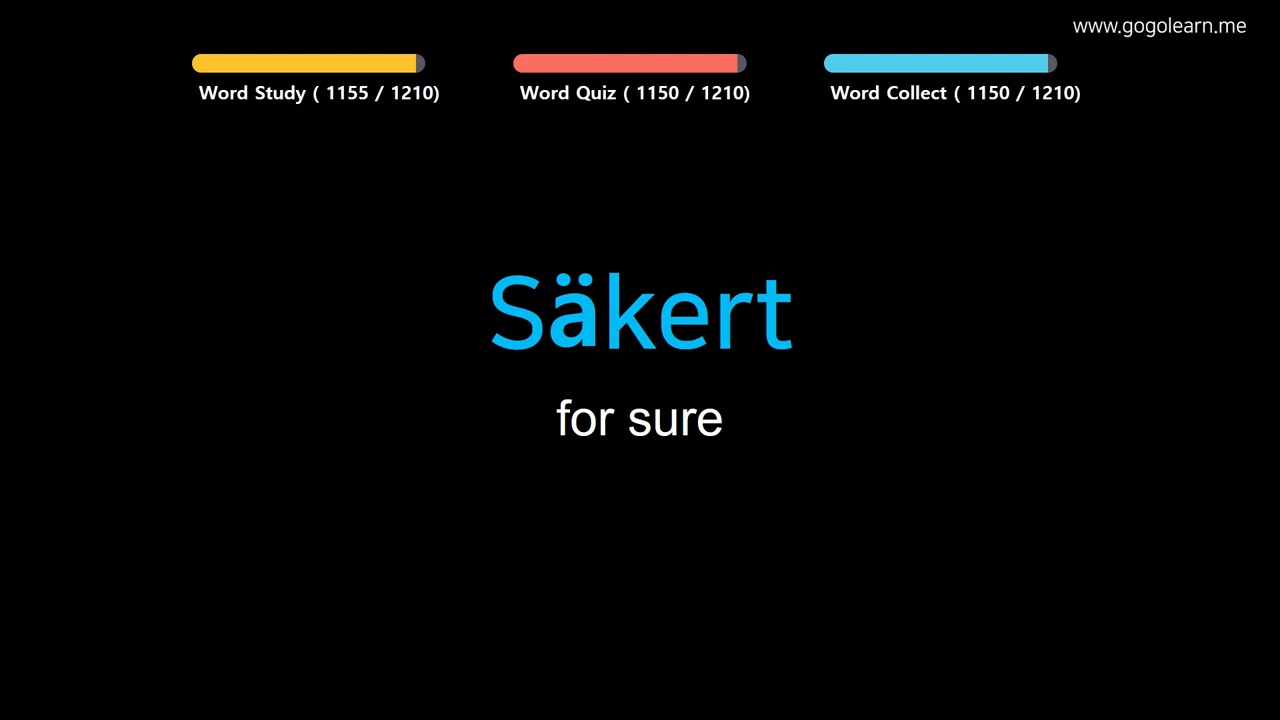 www.gogolearn.me
Word Study ( 1155 / 1210)
Word Quiz ( 1150 / 1210)
Word Collect ( 1150 / 1210)
Säkert
for sure